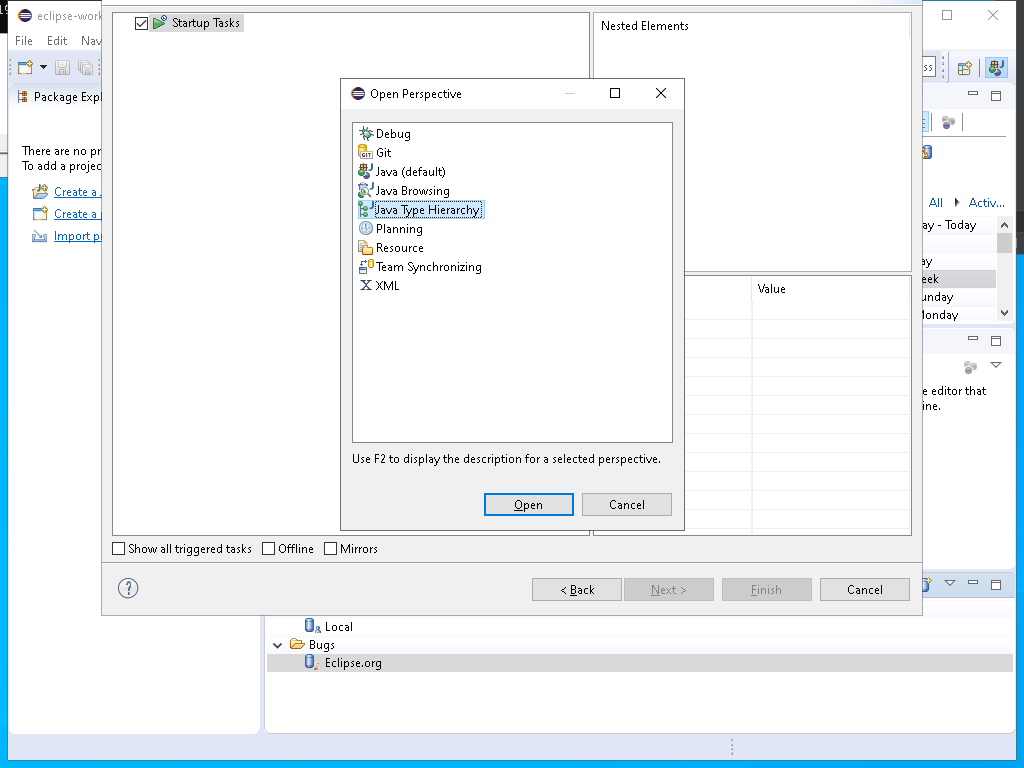 eclipse-work
File Edit Nav
Package Expl
There are no pr
To add a projec
Create a
Create a
Import p
Startup Tasks
Nested Elements
Value
Show all triggered tasks Offline Mirrors
< Back Next > Finish Cancel
Open Perspective
Debug
Git
Java (default)
Java Browsing
Java Type Hierarchy
Planning
Resource
Team Synchronizing
XML
Use F2 to display the description for a selected perspective.
Open Cancel
ss
All Activ...
ay - Today
ay
eek
unday
Monday
e editor that
ine.
Local
Bugs
Eclipse.org